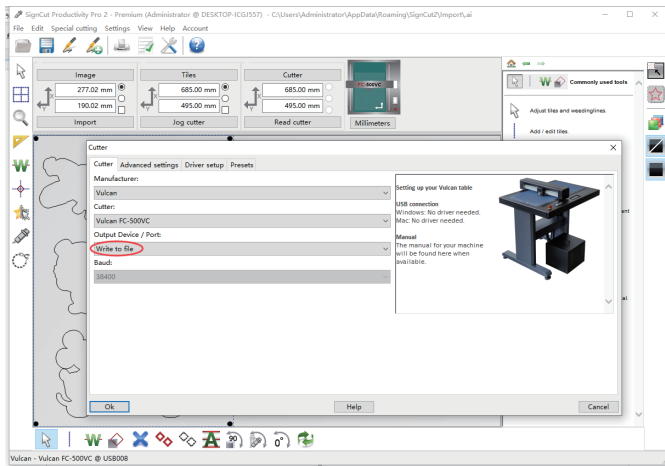 SignCut Productivity Pro 2 - Premium (Administrator @ DESKTOP-ICGJ557) - C:\Users\Administrator\AppData\Roaming\SignCut2\Import\.ai
File Edit Special cutting Settings View Help Account
Image Tiles Cutter
277.02 mm 685.00 mm 685.00 mm
190.02 mm 495.00 mm 495.00 mm
Import Jog cutter Read cutter Millimeters
FC-500VC
Commonly used tools
Adjust tiles and weedinglines.
Add / edit tiles.
Cutter
Cutter Advanced settings Driver setup Presets
Manufacturer:
Vulcan
Cutter:
Vulcan FC-500VC
Output Device / Port:
Write to file
Baud:
38400
Setting up your Vulcan table
USB connection
Windows: No driver needed.
Mac: No driver needed.
Manual
The manual for your machine
will be found here when
available.
Ok Help Cancel
Vulcan - Vulcan FC-500VC @ USB008